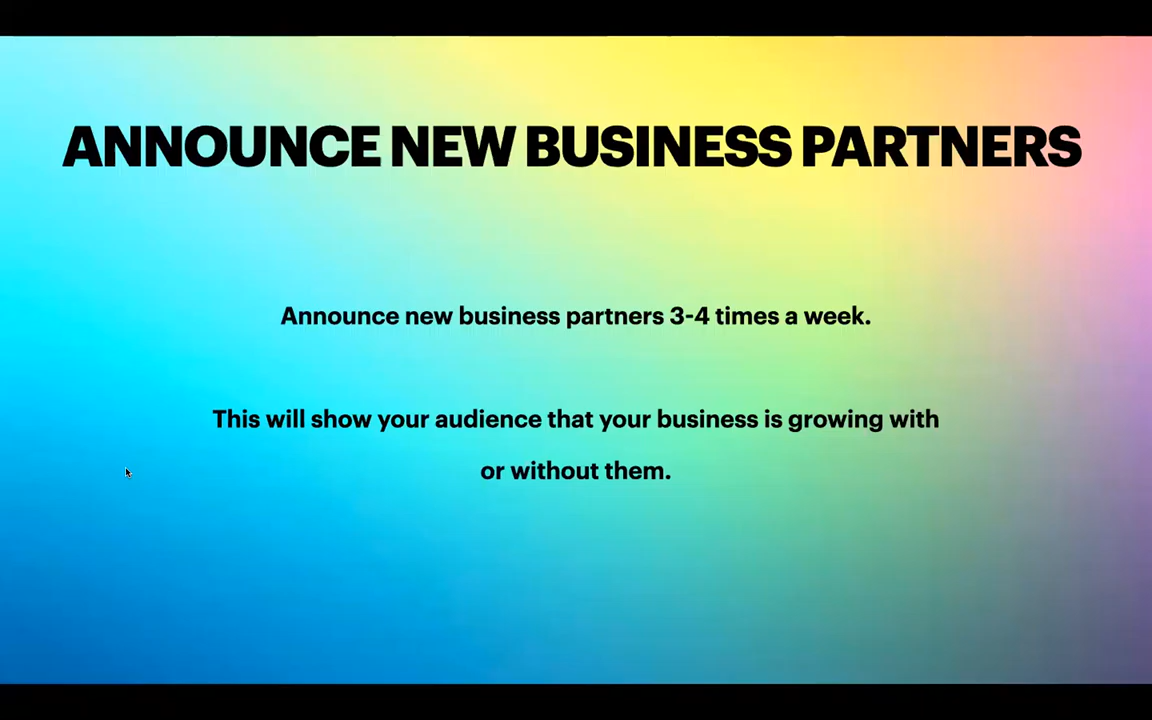 ANNOUNCE NEW BUSINESS PARTNERS
Announce new business partners 3-4 times a week.
This will show your audience that your business is growing with
or without them.